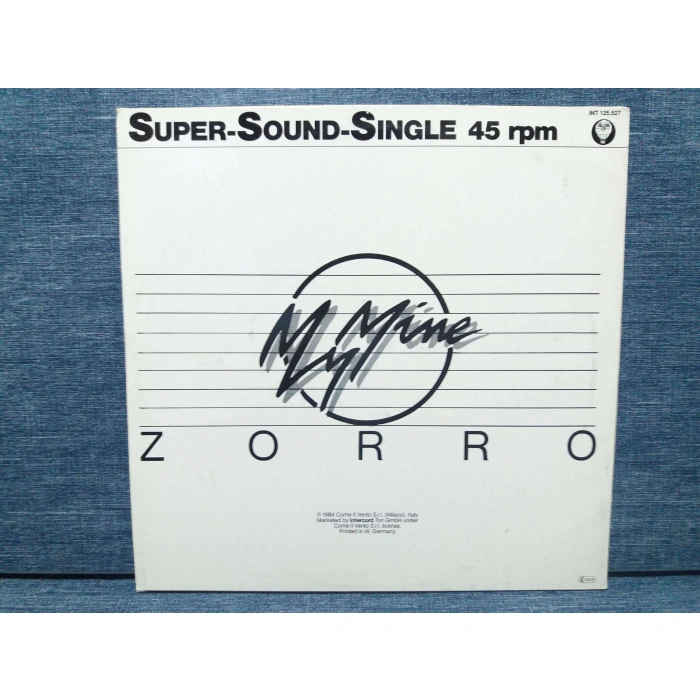 INT 125.527
SUPER-SOUND-SINGLE 45 rpm
My Mine
ZORRO
℗ 1984 Come Il Vento S.r.l. (Milano), Italy
Marketed by Intercord Ton GmbH under
Come Il Vento S.r.l. license.
Printed in W. Germany